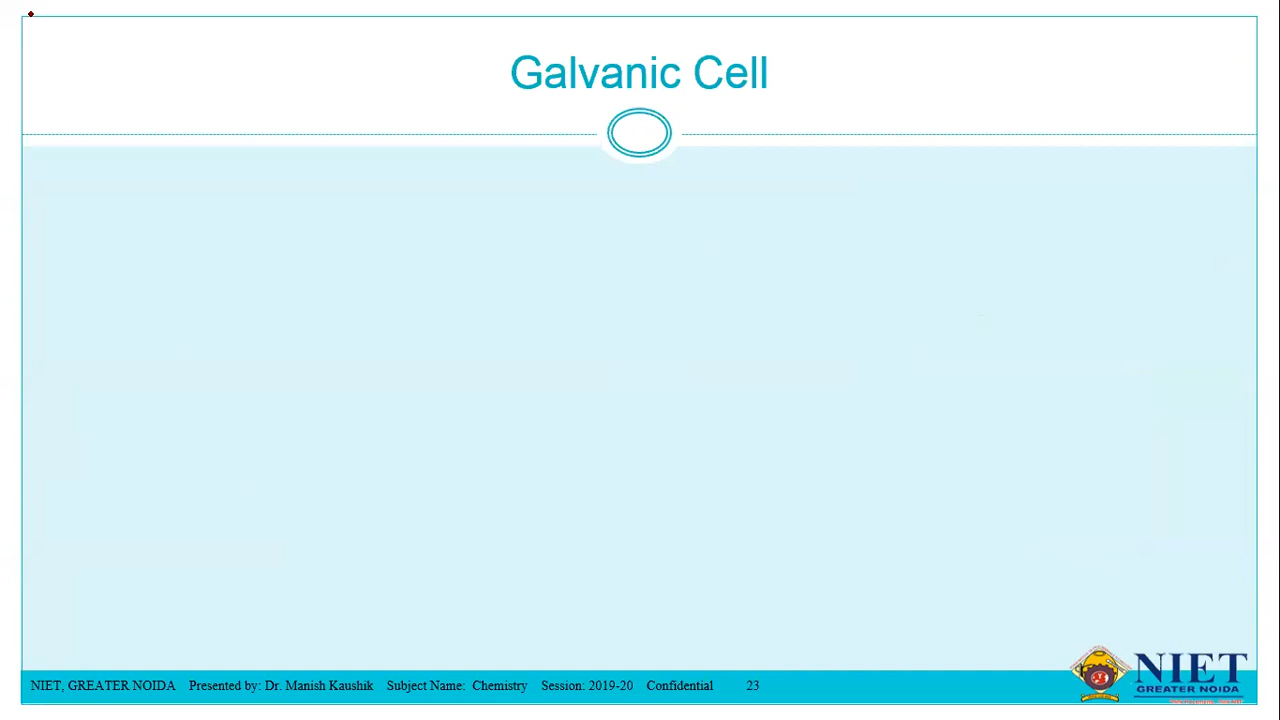 Galvanic Cell
NIET, GREATER NOIDA Presented by: Dr. Manish Kaushik Subject Name: Chemistry Session: 2019-20 Confidential 23
NIET
GREATER NOIDA